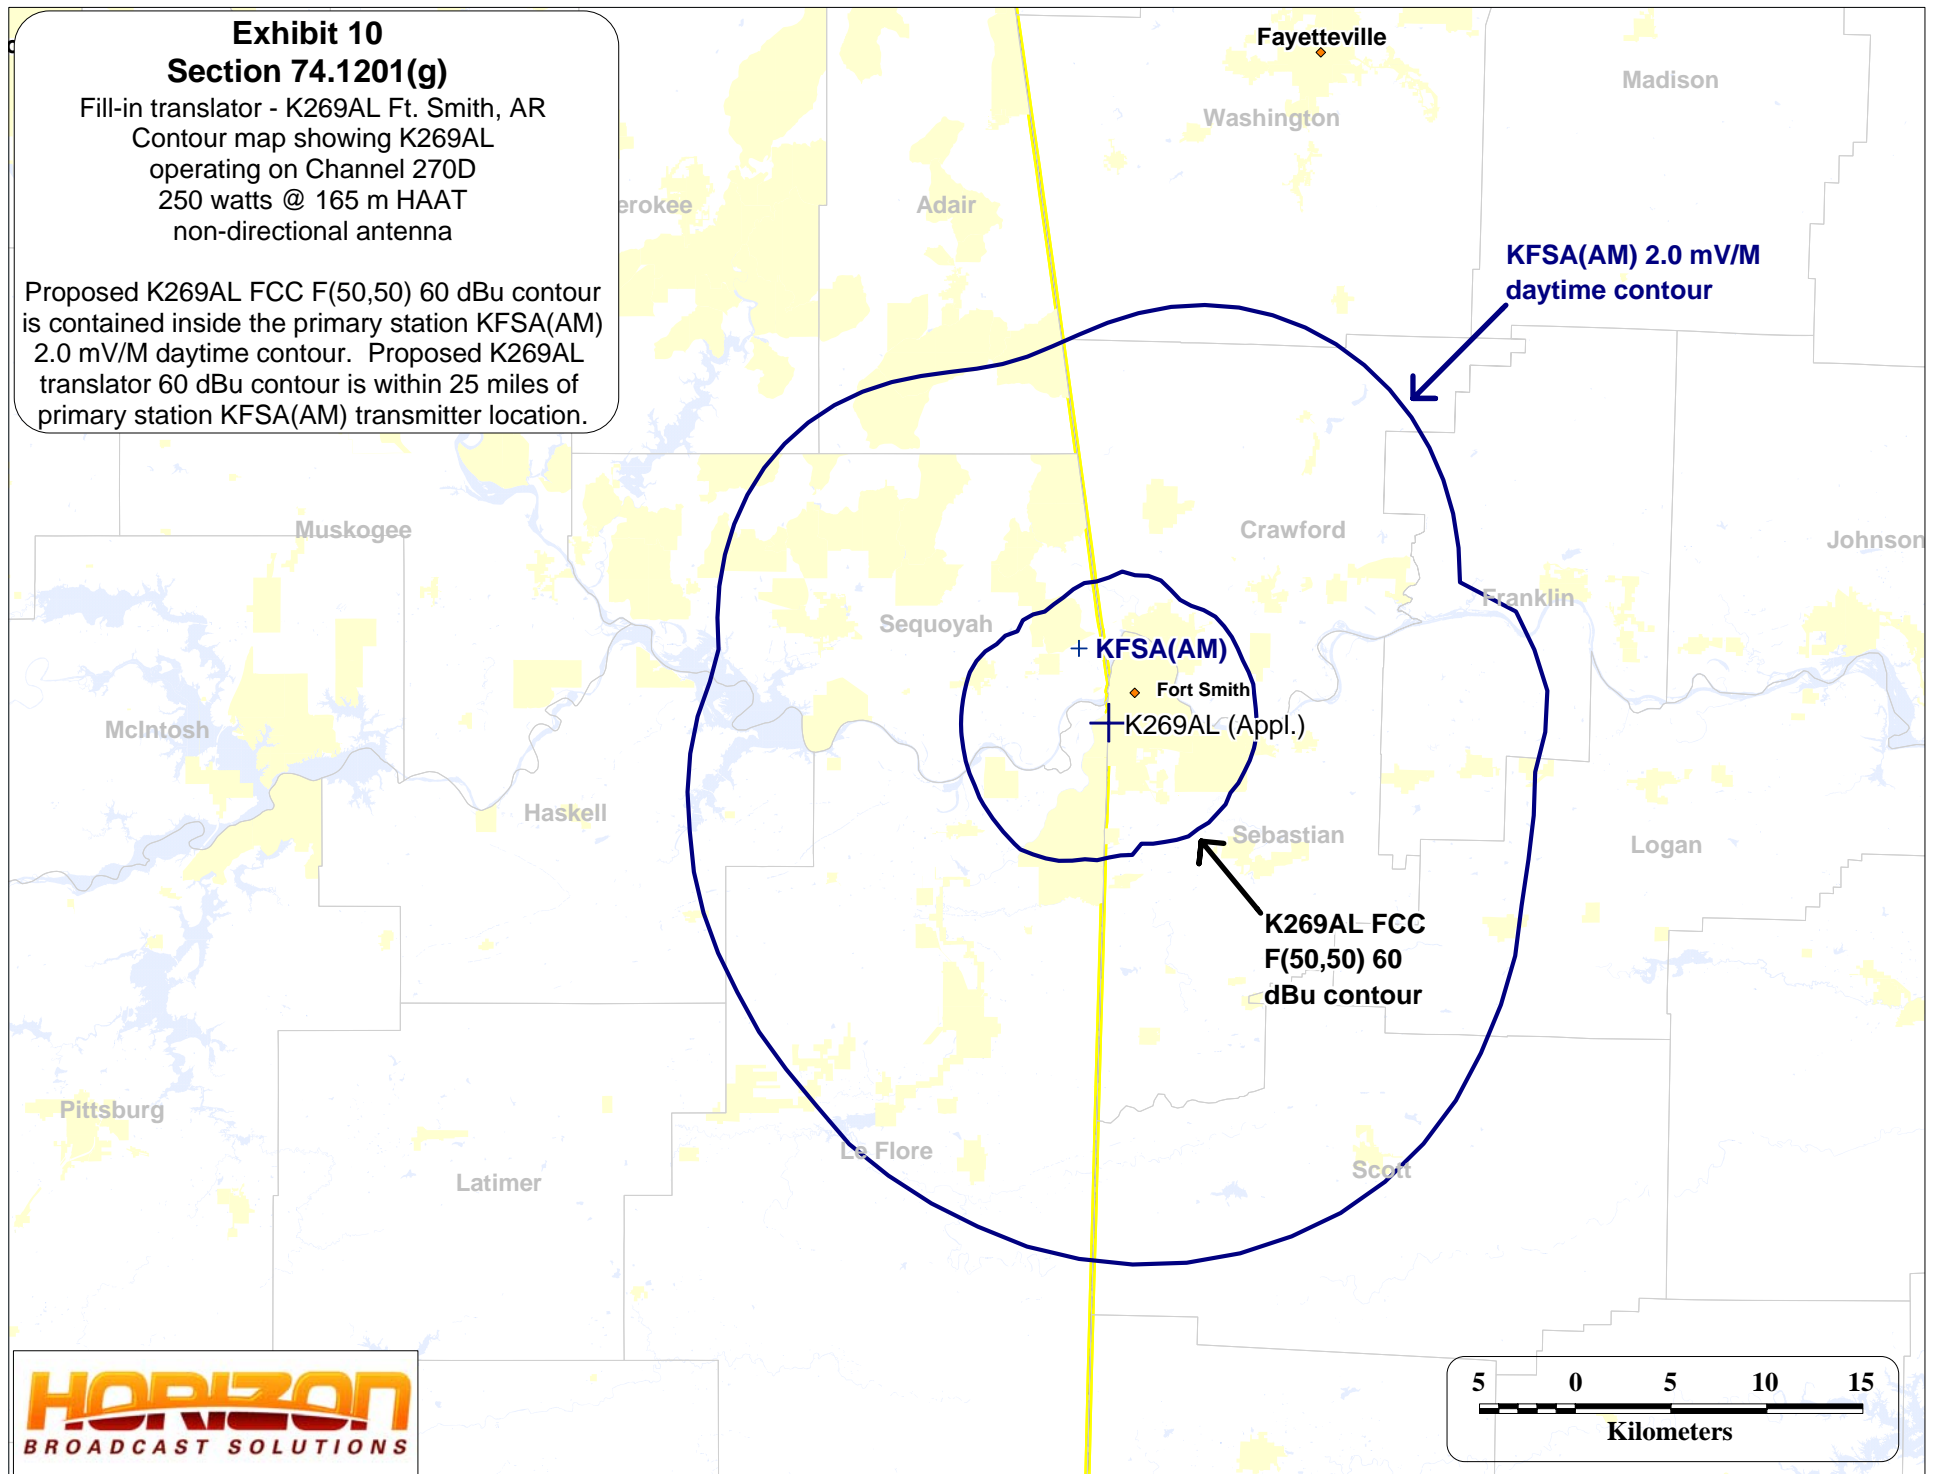 Exhibit 10
Section 74.1201(g)
Fill-in translator - K269AL Ft. Smith, AR
Contour map showing K269AL
operating on Channel 270D
250 watts @ 165 m HAAT
non-directional antenna
Proposed K269AL FCC F(50,50) 60 dBu contour
is contained inside the primary station KFSA(AM)
2.0 mV/M daytime contour. Proposed K269AL
translator 60 dBu contour is within 25 miles of
primary station KFSA(AM) transmitter location.
Fayetteville
Madison
Washington
erokee
Adair
KFSA(AM) 2.0 mV/M
daytime contour
Muskogee
Crawford
Johnson
Franklin
Sequoyah
KFSA(AM)
Fort Smith
K269AL (Appl.)
McIntosh
Haskell
Sebastian
Logan
K269AL FCC
F(50,50) 60
dBu contour
Pittsburg
Le Flore
Scott
Latimer
HORIZON
BROADCAST SOLUTIONS
5 0 5 10 15
Kilometers